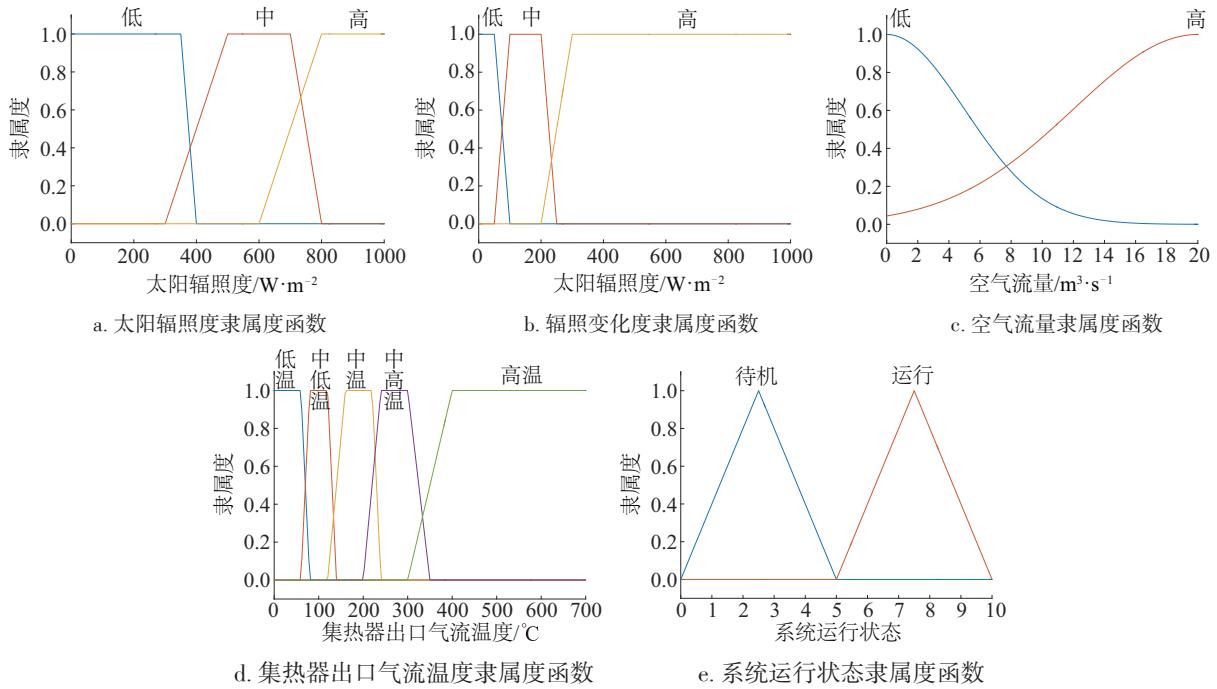 低 中 高
1.0
0.8
0.6
0.4
0.2
0.0
隶属度
0 200 400 600 800 1000
太阳辐照度/W·m⁻²
a. 太阳辐照度隶属度函数
低 中 高
1.0
0.8
0.6
0.4
0.2
0.0
隶属度
0 200 400 600 800 1000
太阳辐照度/W·m⁻²
b. 辐照变化度隶属度函数
低 高
1.0
0.8
0.6
0.4
0.2
0.0
隶属度
0 2 4 6 8 10 12 14 16 18 20
空气流量/m³·s⁻¹
c. 空气流量隶属度函数
低温 中低温 中温 中高温 高温
1.0
0.8
0.6
0.4
0.2
0.0
隶属度
0 100 200 300 400 500 600 700
集热器出口气流温度/℃
d. 集热器出口气流温度隶属度函数
待机 运行
1.0
0.8
0.6
0.4
0.2
0.0
隶属度
0 1 2 3 4 5 6 7 8 9 10
系统运行状态
e. 系统运行状态隶属度函数